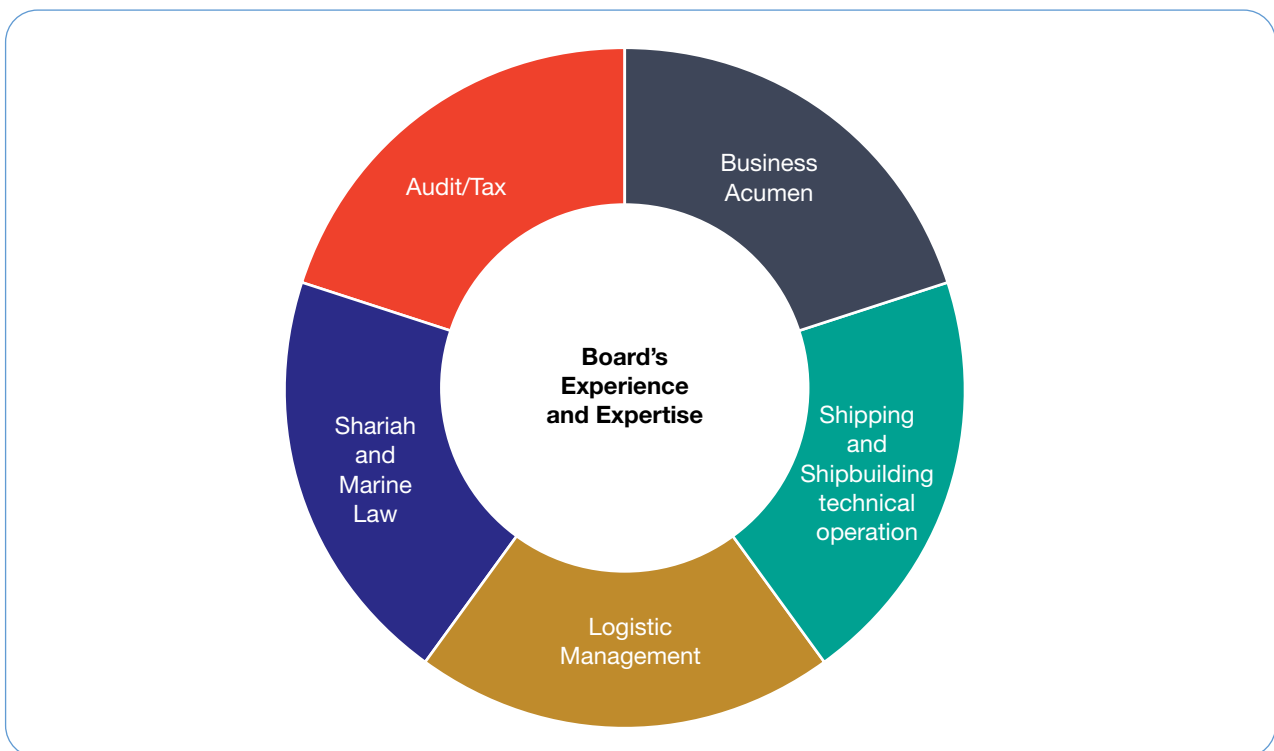 Business
Acumen
Audit/Tax
Board’s
Experience
and Expertise
Shipping
and
Shipbuilding
technical
operation
Shariah
and
Marine
Law
Logistic
Management